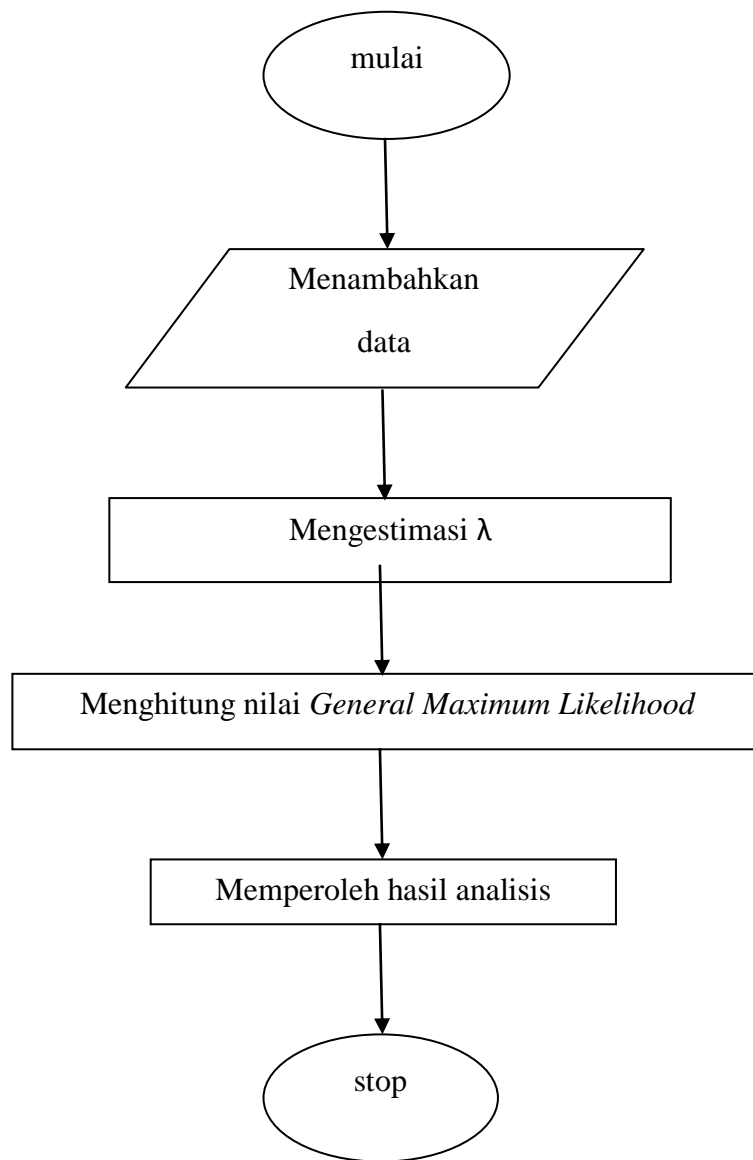 mulai
Menambahkan
data
Mengestimasi λ
Menghitung nilai General Maximum Likelihood
Memperoleh hasil analisis
stop